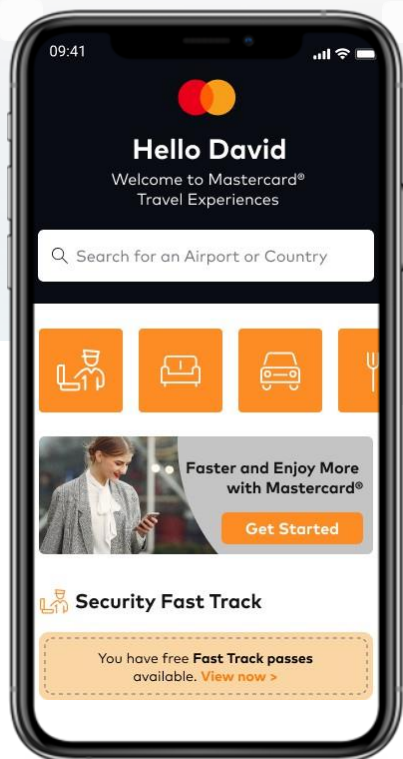 09:41
Hello David
Welcome to Mastercard®
Travel Experiences
Search for an Airport or Country
Faster and Enjoy More
with Mastercard®
Get Started
Security Fast Track
You have free Fast Track passes
available. View now >